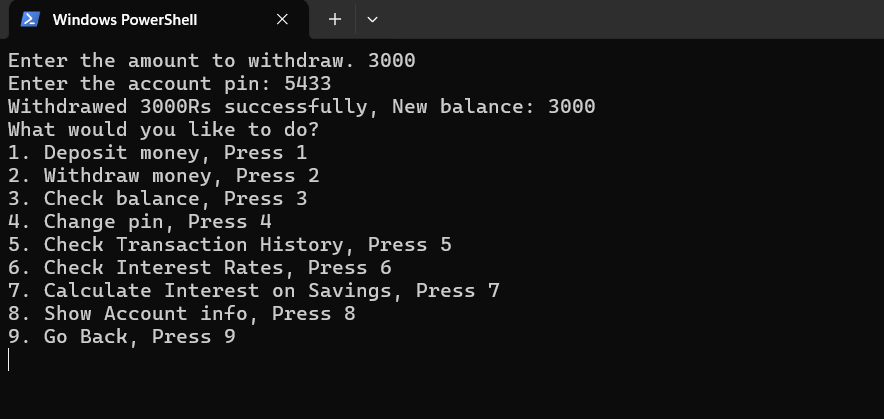 Windows PowerShell
Enter the amount to withdraw. 3000
Enter the account pin: 5433
Withdrawed 3000Rs successfully, New balance: 3000
What would you like to do?
1. Deposit money, Press 1
2. Withdraw money, Press 2
3. Check balance, Press 3
4. Change pin, Press 4
5. Check Transaction History, Press 5
6. Check Interest Rates, Press 6
7. Calculate Interest on Savings, Press 7
8. Show Account info, Press 8
9. Go Back, Press 9